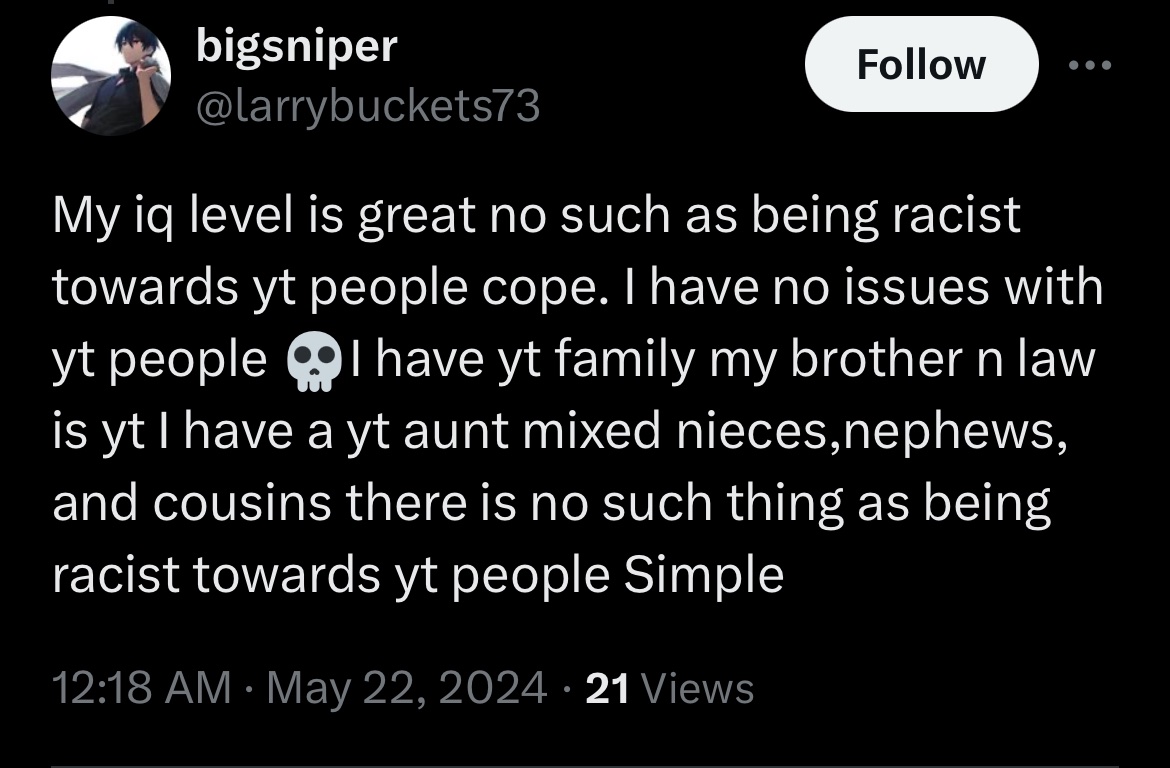 bigsniper
@larrybuckets73
Follow
My iq level is great no such as being racist
towards yt people cope. I have no issues with
yt people 💀I have yt family my brother n law
is yt I have a yt aunt mixed nieces,nephews,
and cousins there is no such thing as being
racist towards yt people Simple
12:18 AM · May 22, 2024 · 21 Views